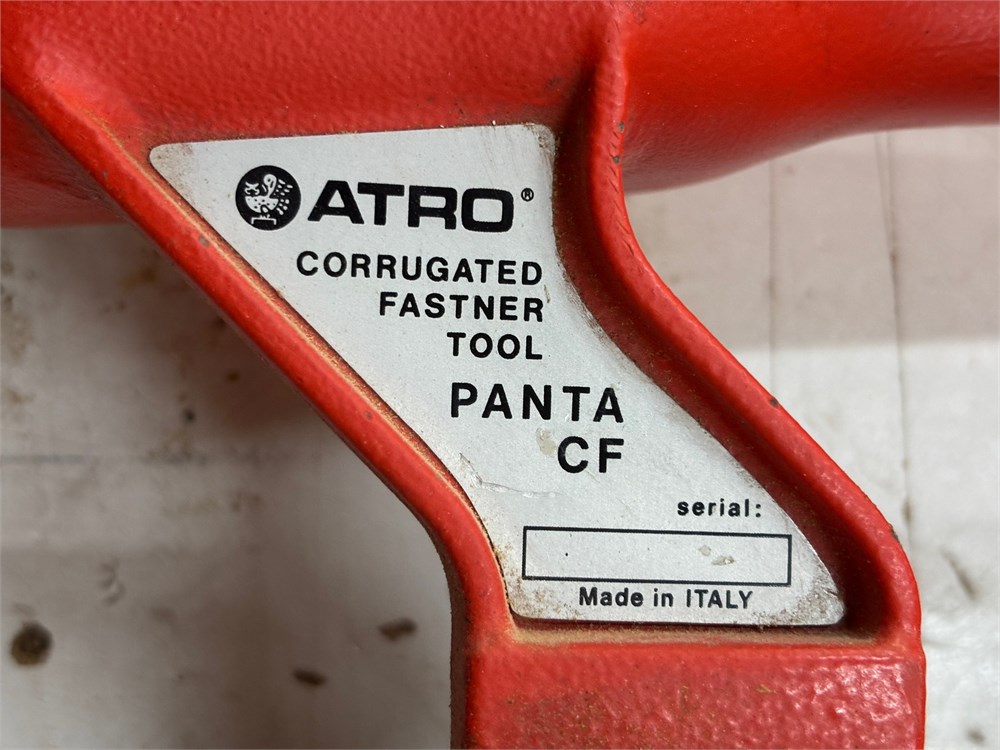 ATRO®
CORRUGATED
FASTNER
TOOL
PANTA
CF
serial:
Made in ITALY